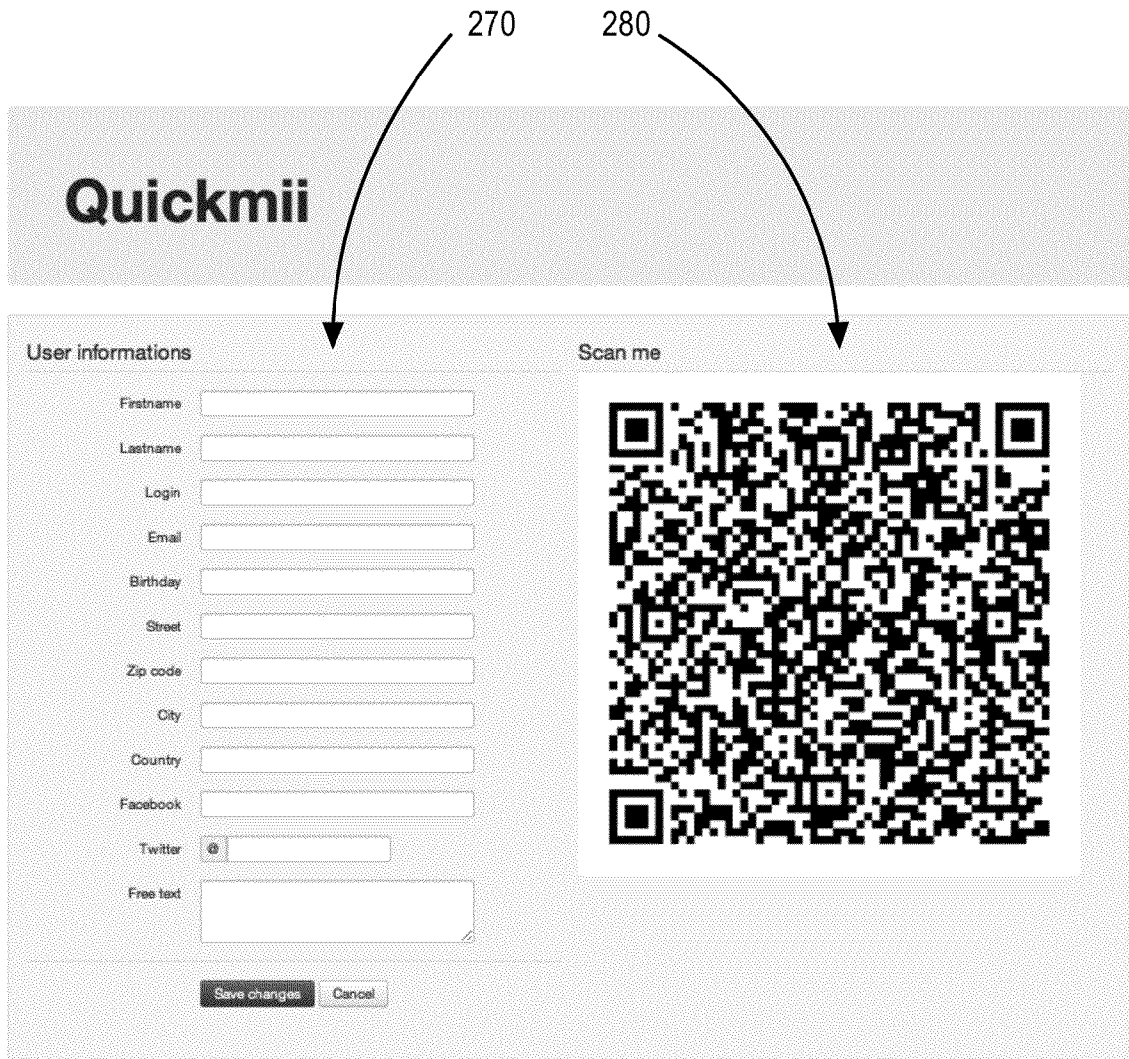 270 280
Quickmii
User informations
Scan me
Firstname
Lastname
Login
Email
Birthday
Street
Zip code
City
Country
Facebook
Twitter @
Free text
Save changes Cancel